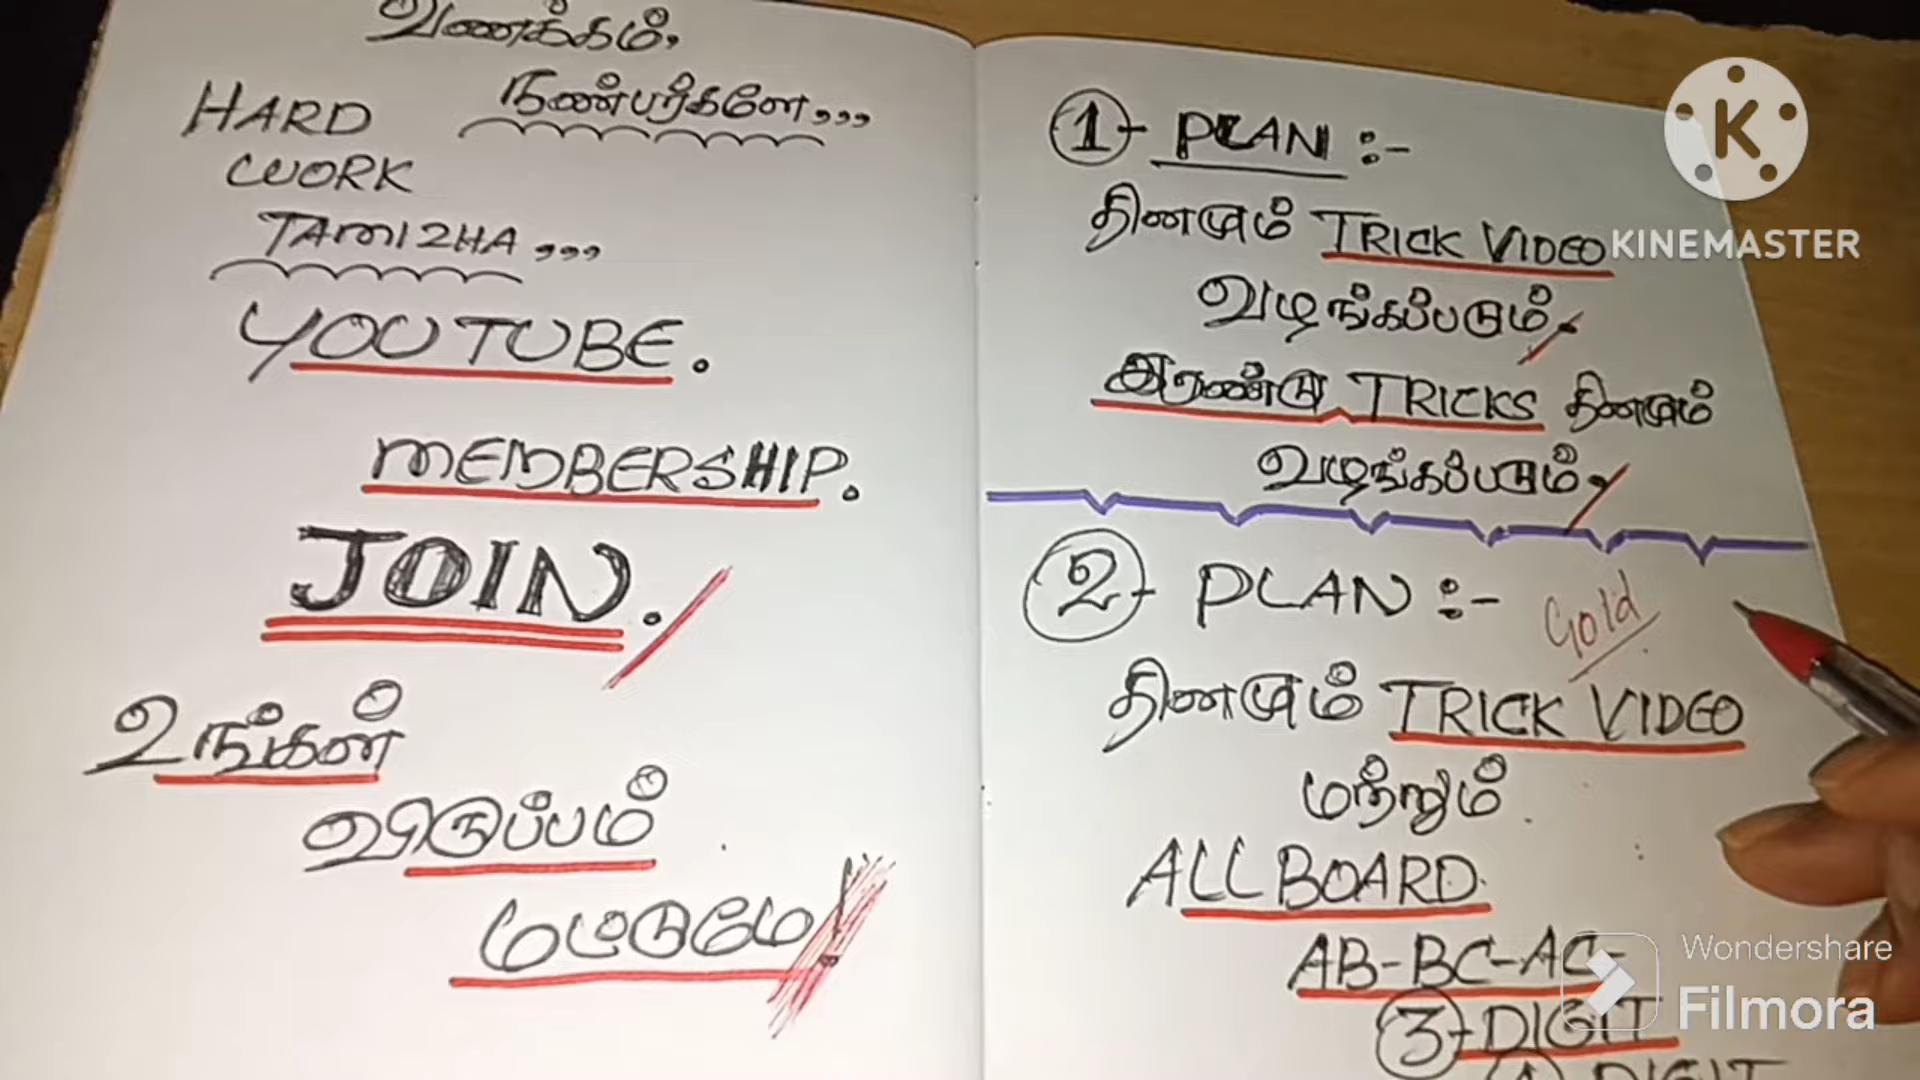 வணக்கம்,
நண்பர்களே,,,
HARD
WORK
TAMIZHA,,,
YOUTUBE.
MEMBERSHIP.
JOIN.
உங்கள்
விருப்பம்
மட்டுமே!
1 - PLAN :-
தினமும் TRICK VIDEO
வழங்கப்படும்.
இரண்டு TRICKS தினமும்
வழங்கப்படும்.
2 - PLAN :- Gold
தினமும் TRICK VIDEO
மற்றும்
ALL BOARD.
AB-BC-AC-
3 - DIGIT
DIGIT
K
KINEMASTER
Wondershare
Filmora